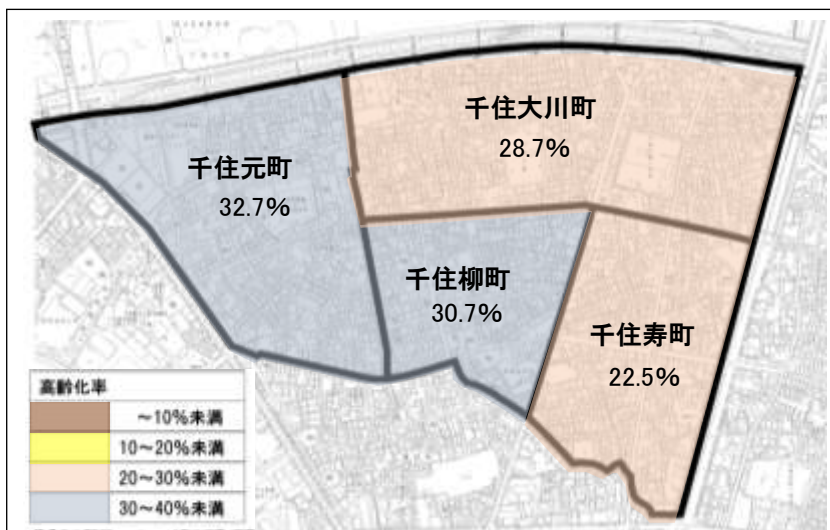 千住大川町
28.7%
千住元町
32.7%
千住柳町
30.7%
千住寿町
22.5%
高齢化率
～10%未満
10～20%未満
20～30%未満
30～40%未満